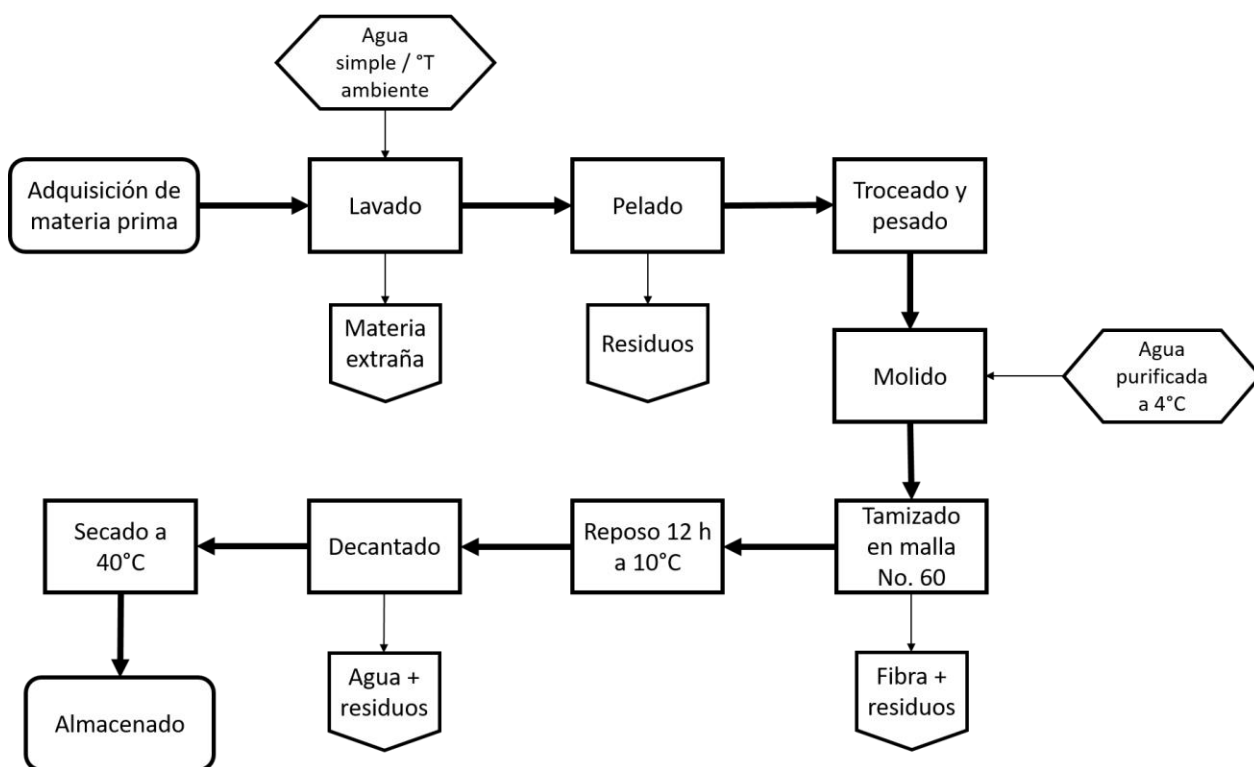 Agua
simple / °T
ambiente
Adquisición de
materia prima
Lavado
Pelado
Troceado y
pesado
Materia
extraña
Residuos
Molido
Agua
purificada
a 4°C
Secado a
40°C
Decantado
Reposo 12 h
a 10°C
Tamizado
en malla
No. 60
Almacenado
Agua +
residuos
Fibra +
residuos